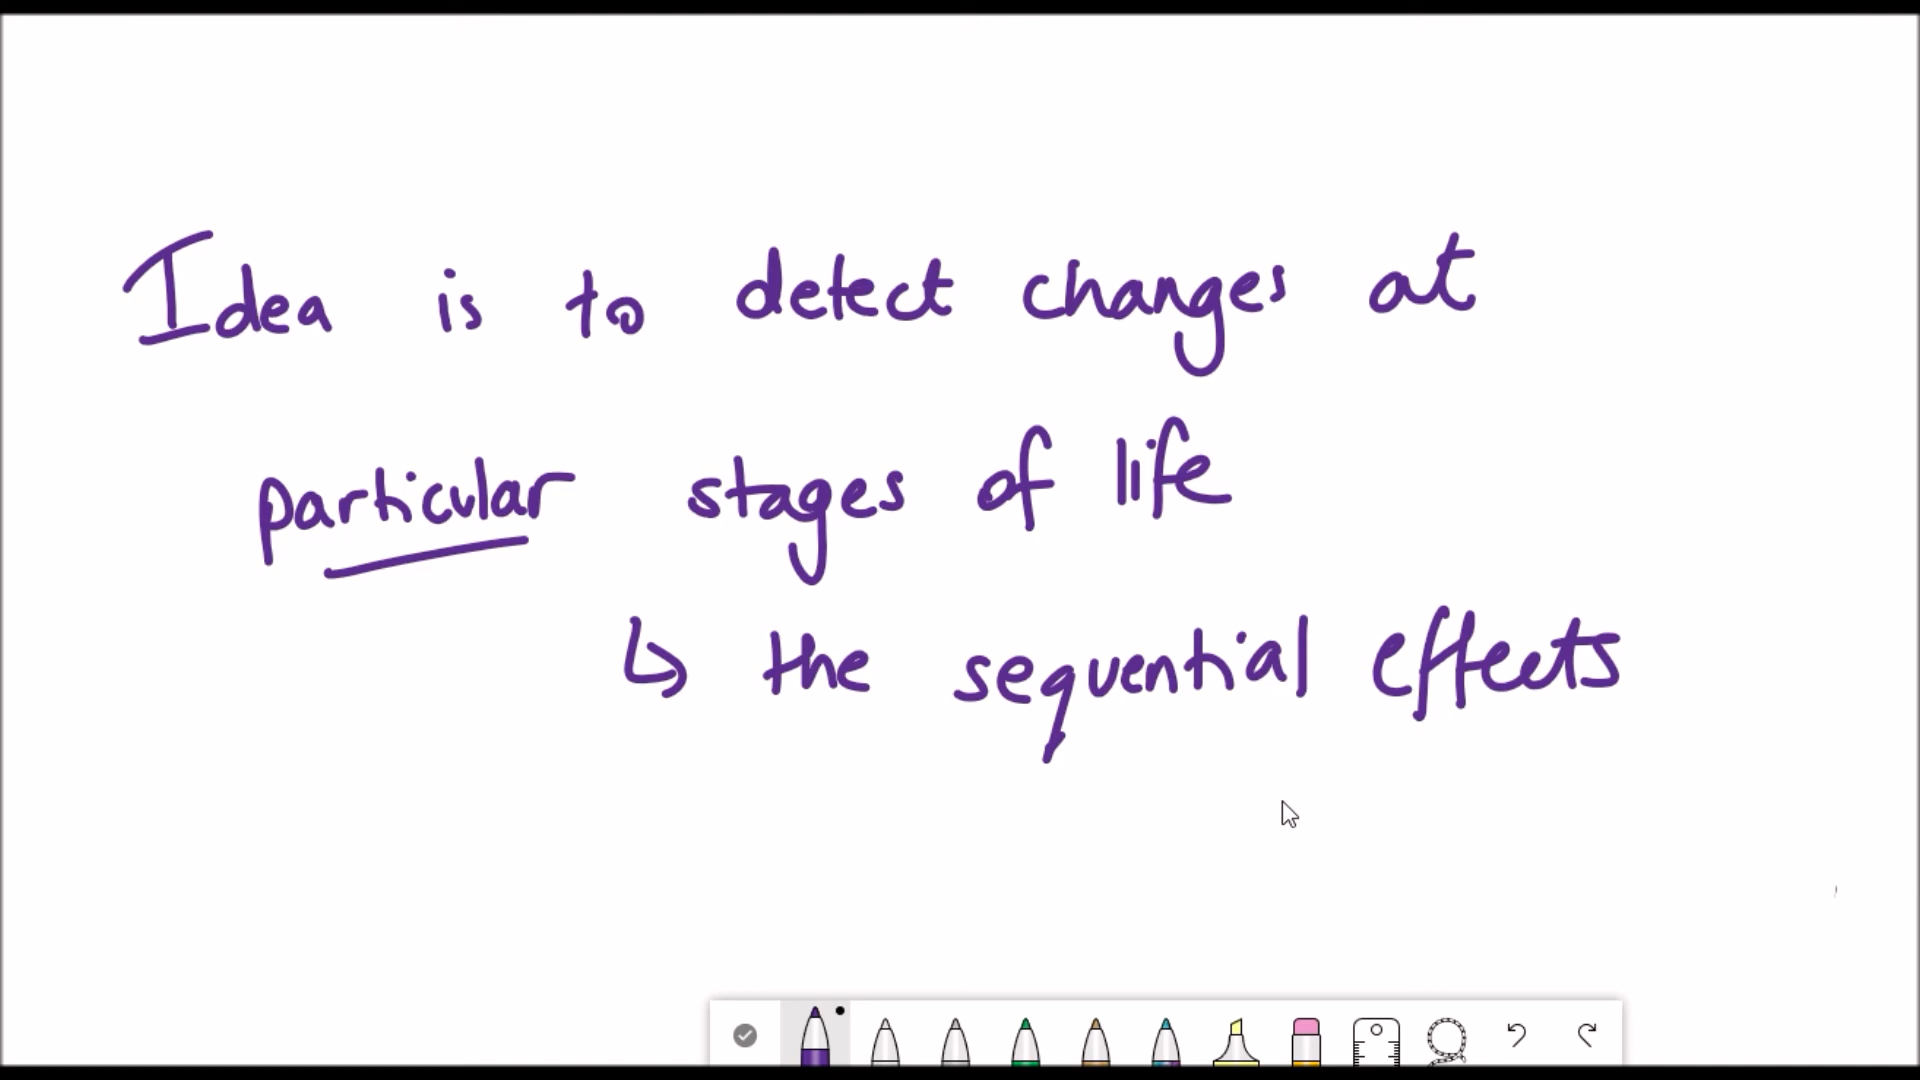 Idea is to detect changes at
particular stages of life
↳ the sequential effects